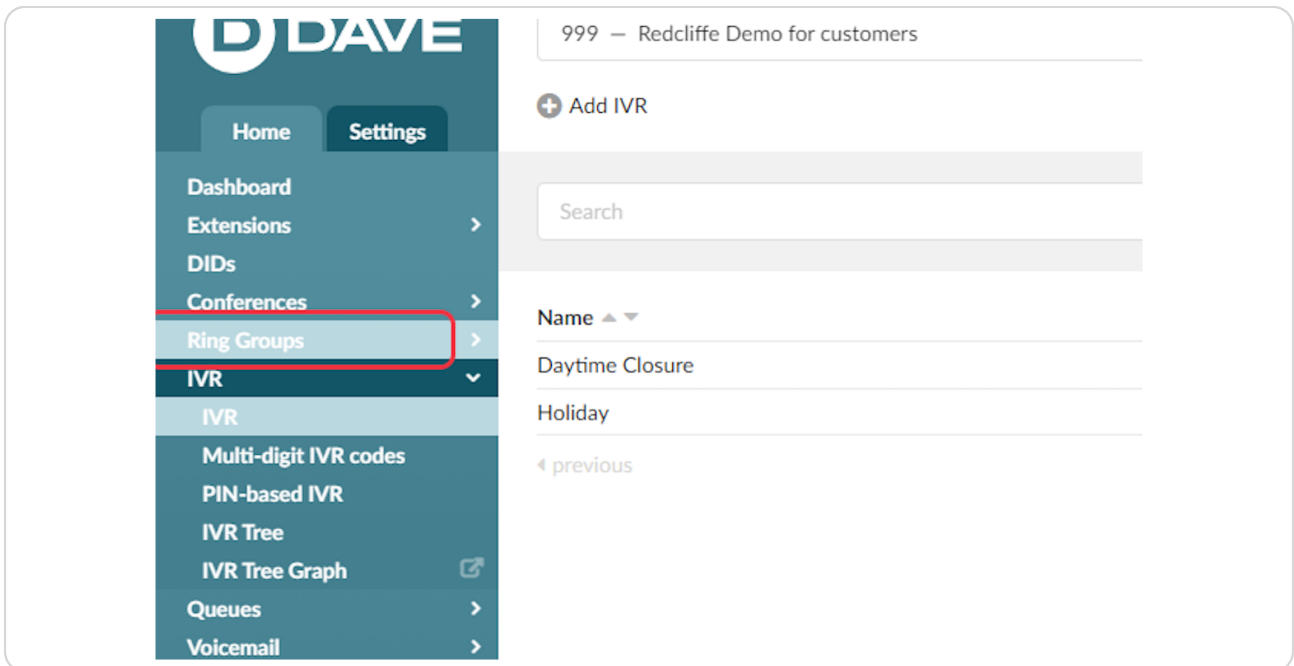 DAVE
Home
Settings
Dashboard
Extensions
DIDs
Conferences
Ring Groups
IVR
IVR
Multi-digit IVR codes
PIN-based IVR
IVR Tree
IVR Tree Graph
Queues
Voicemail
999 — Redcliffe Demo for customers
Add IVR
Search
Name
Daytime Closure
Holiday
previous